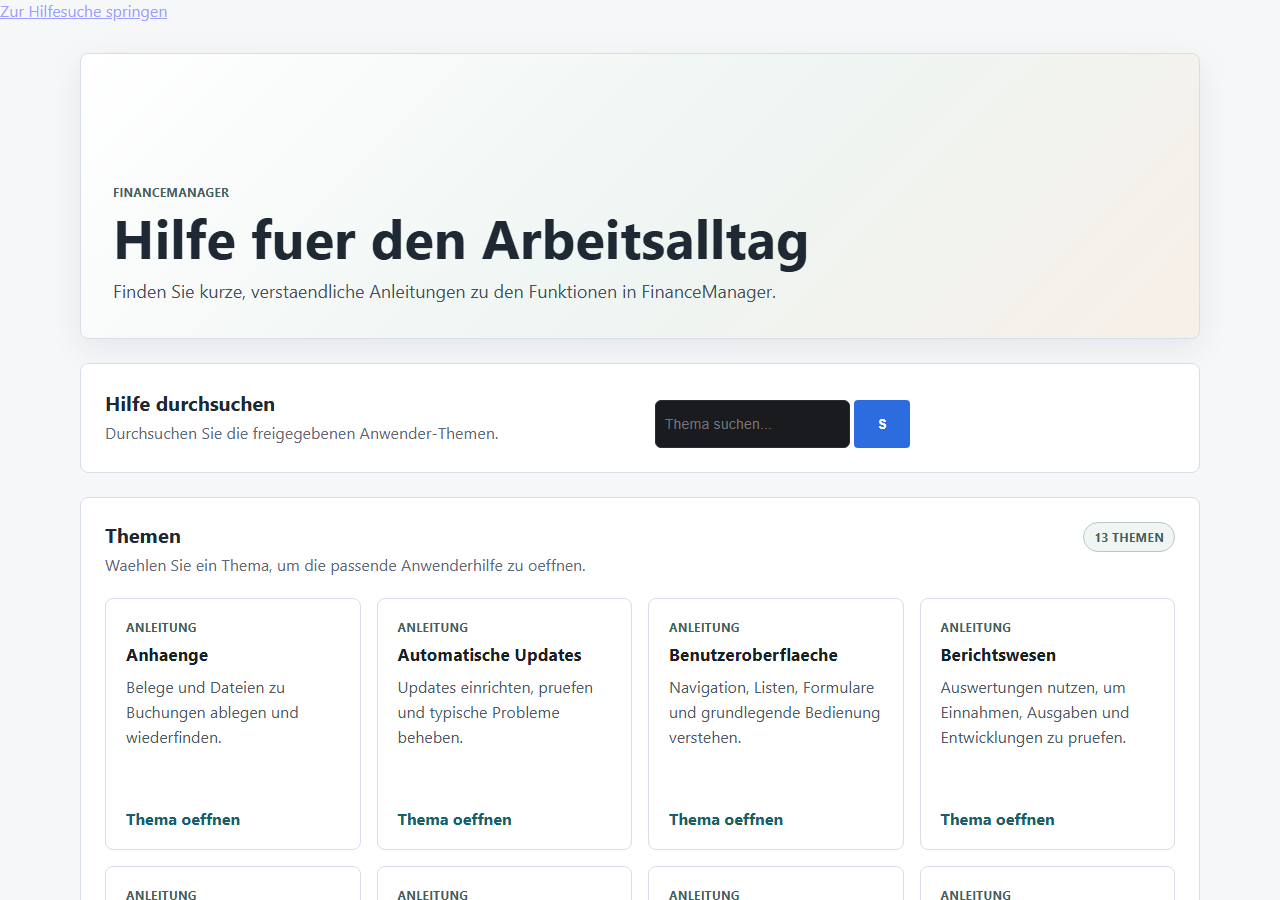 Zur Hilfesuche springen
FINANCEMANAGER
Hilfe fuer den Arbeitsalltag
Finden Sie kurze, verstaendliche Anleitungen zu den Funktionen in FinanceManager.
Hilfe durchsuchen
Durchsuchen Sie die freigegebenen Anwender-Themen.
Thema suchen...
S
Themen
Waehlen Sie ein Thema, um die passende Anwenderhilfe zu oeffnen.
13 THEMEN
ANLEITUNG
Anhaenge
Belege und Dateien zu
Buchungen ablegen und
wiederfinden.
Thema oeffnen
ANLEITUNG
Automatische Updates
Updates einrichten, pruefen
und typische Probleme
beheben.
Thema oeffnen
ANLEITUNG
Benutzeroberflaeche
Navigation, Listen, Formulare
und grundlegende Bedienung
verstehen.
Thema oeffnen
ANLEITUNG
Berichtswesen
Auswertungen nutzen, um
Einnahmen, Ausgaben und
Entwicklungen zu pruefen.
Thema oeffnen
ANLEITUNG
ANLEITUNG
ANLEITUNG
ANLEITUNG